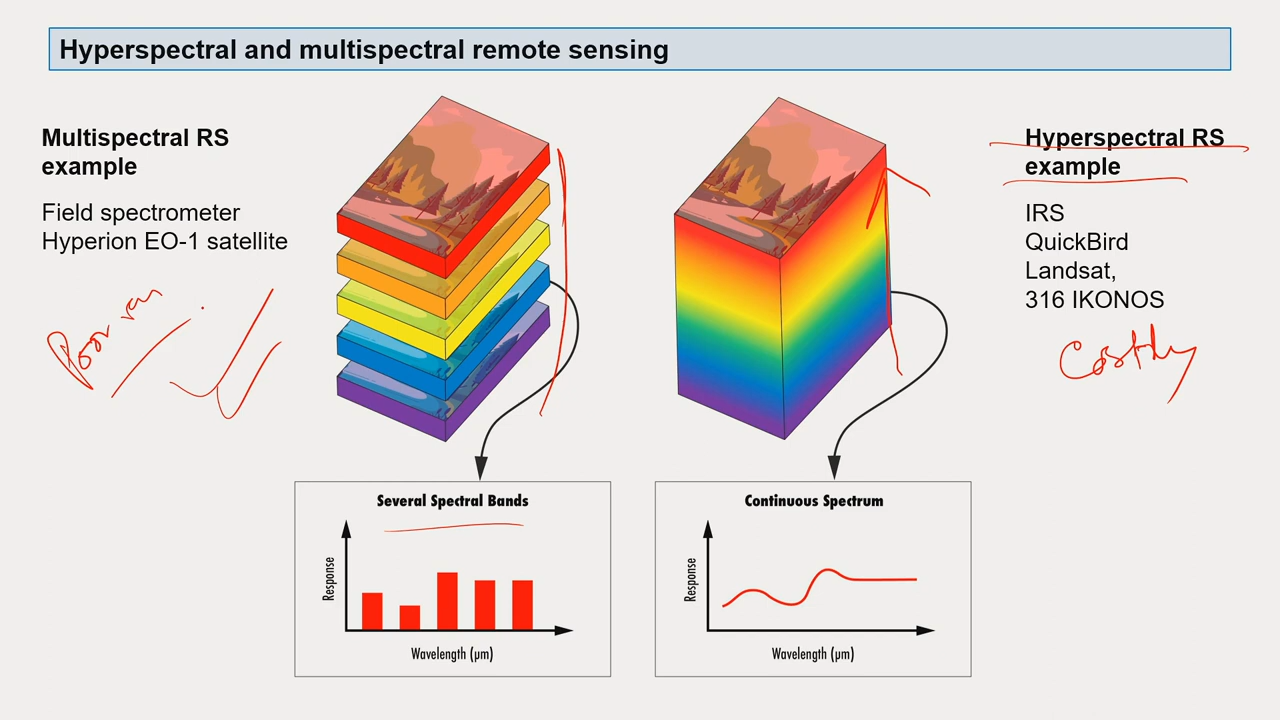 Hyperspectral and multispectral remote sensing
Multispectral RS
example
Field spectrometer
Hyperion EO-1 satellite
Poor
Hyperspectral RS
example
IRS
QuickBird
Landsat,
316 IKONOS
Costly
Several Spectral Bands
Response
Wavelength (µm)
Continuous Spectrum
Response
Wavelength (µm)